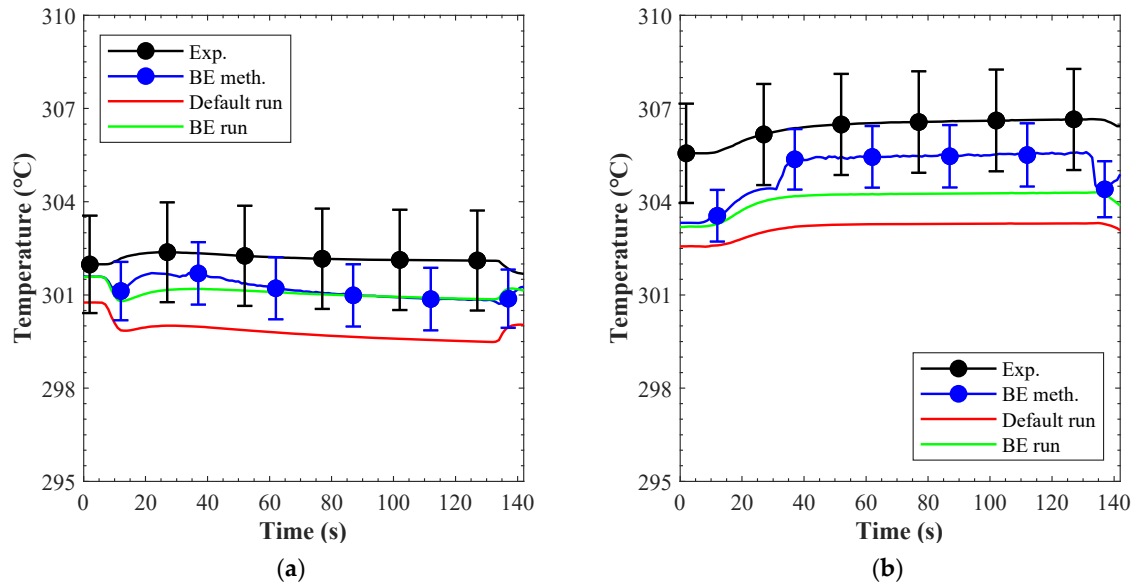 310
307
304
301
298
295
Temperature (℃)
Exp.
BE meth.
Default run
BE run
0 20 40 60 80 100 120 140
Time (s)
(a)
310
307
304
301
298
295
Temperature (℃)
Exp.
BE meth.
Default run
BE run
0 20 40 60 80 100 120 140
Time (s)
(b)